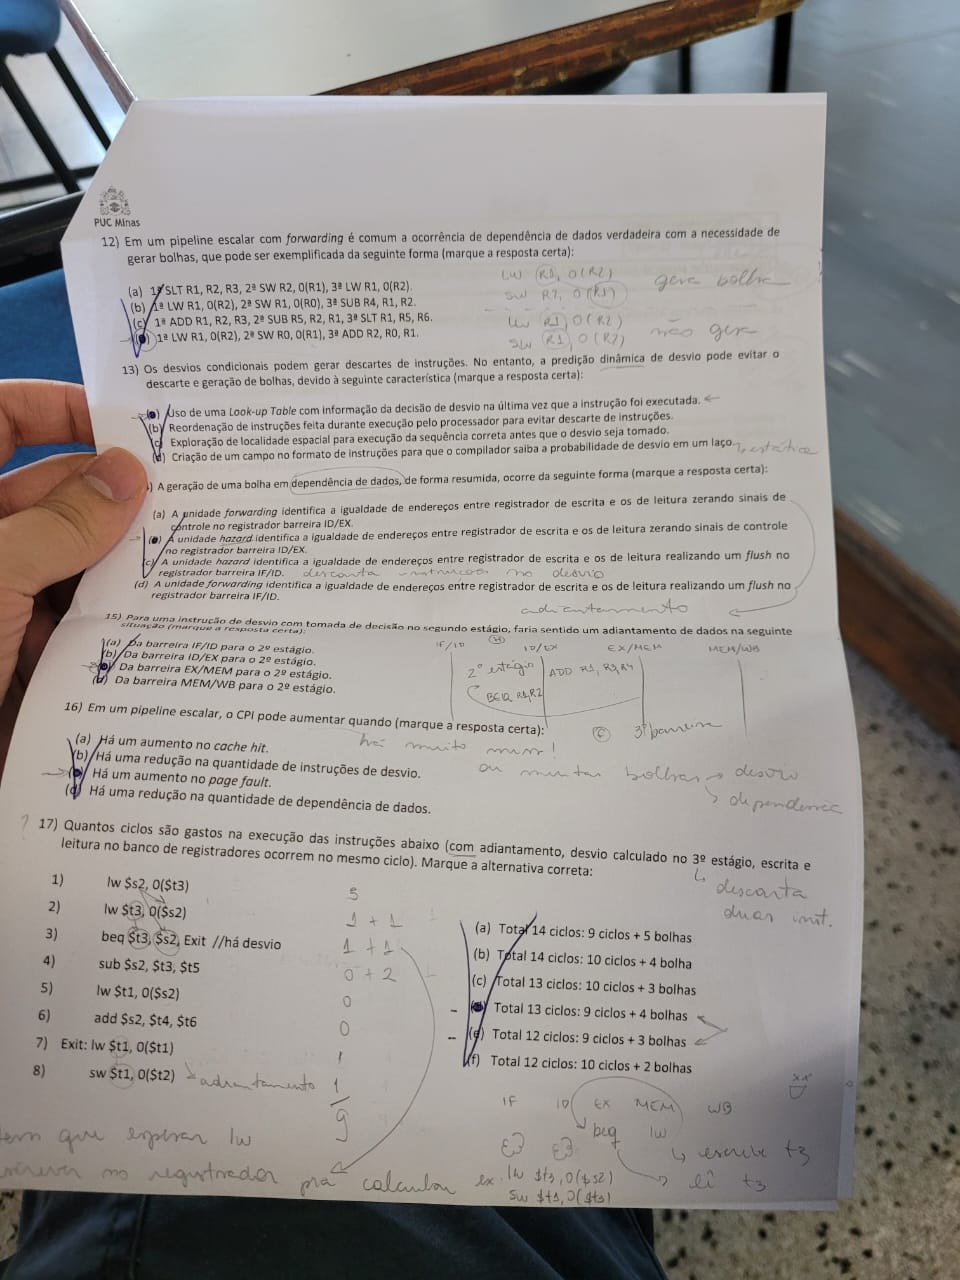 PUC Minas
12) Em um pipeline escalar com forwarding é comum a ocorrência de dependência de dados verdadeira com a necessidade de
gerar bolhas, que pode ser exemplificada da seguinte forma (marque a resposta certa):
LW (R1), 0(R2) gera bolha
(a) 1ª SLT R1, R2, R3, 2ª SW R2, 0(R1), 3ª LW R1, 0(R2).
SW R2, 0(R1)
(b) 1ª LW R1, 0(R2), 2ª SW R1, 0(R0), 3ª SUB R4, R1, R2.
(c) 1ª ADD R1, R2, R3, 2ª SUB R5, R2, R1, 3ª SLT R1, R5, R6.
LW R1, 0(R2) não gera
1ª LW R1, 0(R2), 2ª SW R0, 0(R1), 3ª ADD R2, R0, R1.
SW R1, 0(R2)
13) Os desvios condicionais podem gerar descartes de instruções. No entanto, a predição dinâmica de desvio pode evitar o
descarte e geração de bolhas, devido à seguinte característica (marque a resposta certa):
Uso de uma Look-up Table com informação da decisão de desvio na última vez que a instrução foi executada.
(b) Reordenação de instruções feita durante execução pelo processador para evitar descarte de instruções.
(c) Exploração de localidade espacial para execução da sequência correta antes que o desvio seja tomado.
(d) Criação de um campo no formato de instruções para que o compilador saiba a probabilidade de desvio em um laço. estática
) A geração de uma bolha em dependência de dados, de forma resumida, ocorre da seguinte forma (marque a resposta certa):
(a) A unidade forwarding identifica a igualdade de endereços entre registrador de escrita e os de leitura zerando sinais de
controle no registrador barreira ID/EX.
A unidade hazard identifica a igualdade de endereços entre registrador de escrita e os de leitura zerando sinais de controle
no registrador barreira ID/EX.
(c) A unidade hazard identifica a igualdade de endereços entre registrador de escrita e os de leitura realizando um flush no
registrador barreira IF/ID. descarta instrução no desvio
(d) A unidade forwarding identifica a igualdade de endereços entre registrador de escrita e os de leitura realizando um flush no
registrador barreira IF/ID.
adiantamento
15) Para uma instrução de desvio com tomada de decisão no segundo estágio, faria sentido um adiantamento de dados na seguinte
situação (marque a resposta certa):
IF/ID ID/EX EX/MEM MEM/WB
(a) Da barreira IF/ID para o 2º estágio.
(b) Da barreira ID/EX para o 2º estágio.
2º estágio ADD R1, R3, R4
Da barreira EX/MEM para o 2º estágio.
(d) Da barreira MEM/WB para o 2º estágio.
BEQ R1, R2
16) Em um pipeline escalar, o CPI pode aumentar quando (marque a resposta certa):
3ª barreira
(a) Há um aumento no cache hit.
há muito miss!
(b) Há uma redução na quantidade de instruções de desvio.
ou muitas bolhas → desvio
Há um aumento no page fault.
dependência
(d) Há uma redução na quantidade de dependência de dados.
? 17) Quantos ciclos são gastos na execução das instruções abaixo (com adiantamento, desvio calculado no 3º estágio, escrita e
leitura no banco de registradores ocorrem no mesmo ciclo). Marque a alternativa correta:
descarta
duas inst.
1) lw $s2, 0($t3) 5
2) lw $t3, 0($s2) 1 + 1
3) beq $t3, $s2, Exit //há desvio 1 + 1
4) sub $s2, $t3, $t5 0 + 2
5) lw $t1, 0($s2) 0
6) add $s2, $t4, $t6 0
7) Exit: lw $t1, 0($t1) 1
8) sw $t1, 0($t2) → adiantamento 1
9
(a) Total 14 ciclos: 9 ciclos + 5 bolhas
(b) Total 14 ciclos: 10 ciclos + 4 bolha
(c) Total 13 ciclos: 10 ciclos + 3 bolhas
Total 13 ciclos: 9 ciclos + 4 bolhas
(e) Total 12 ciclos: 9 ciclos + 3 bolhas
(f) Total 12 ciclos: 10 ciclos + 2 bolhas
IF ID EX MEM WB
beq lw
escribe t3
lê t3
tem que esperar lw
escrever no registrador pra calcular
ex. lw $t3, 0($s2)
sw $t3, 0($t3)